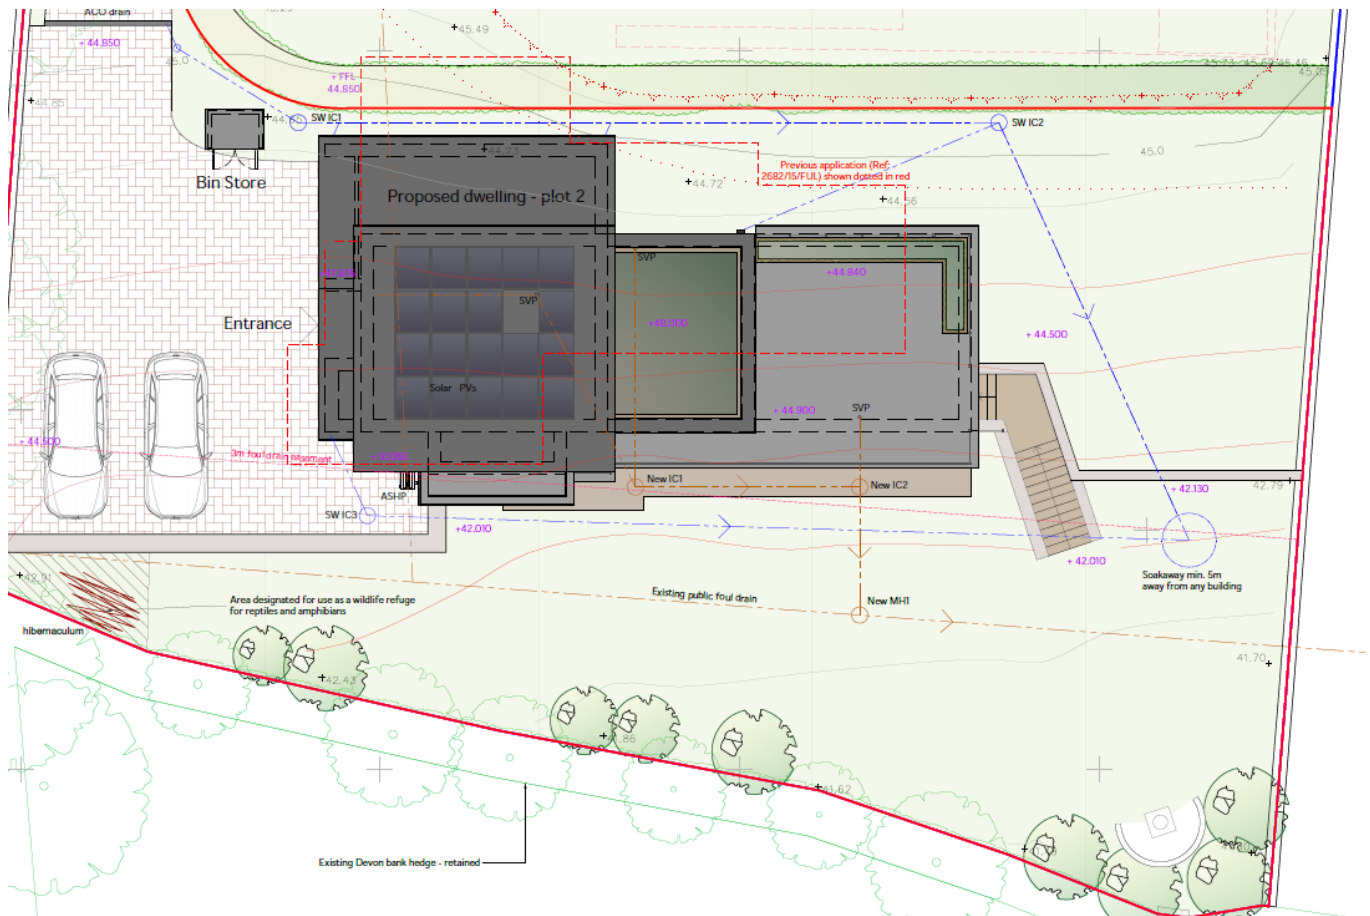 ACO drain
+ 44.850
45.0
+ 44.85
45.49
+ FFL
44.850
45.05
SW IC1
SW IC2
44.73
45.0
Bin Store
Proposed dwelling - plot 2
44.72
Previous application (Ref:
2682/15/FUL) shown dotted in red
SVP
+44.840
SVP
Entrance
+48.000
+ 44.500
Solar PVs
+ 44.900
SVP
+ 44.500
3m foul drain easement
ASHP
New IC1
New IC2
+ 42.130
42.79
SW IC3
+42.010
+ 42.010
Soakaway min. 5m
away from any building
42.91
Area designated for use as a wildlife refuge
for reptiles and amphibians
Existing public foul drain
New MH1
hibernaculum
41.70
42.43
41.62
Existing Devon bank hedge - retained